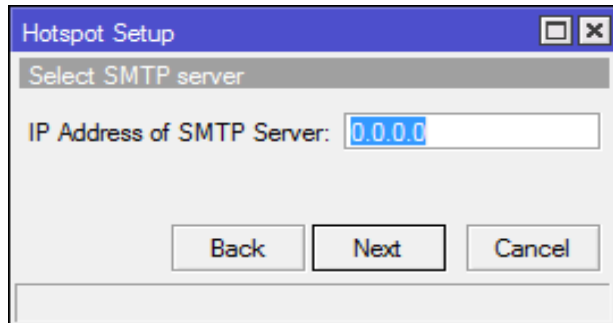 Hotspot Setup
Select SMTP server
IP Address of SMTP Server: 0.0.0.0
Back Next Cancel